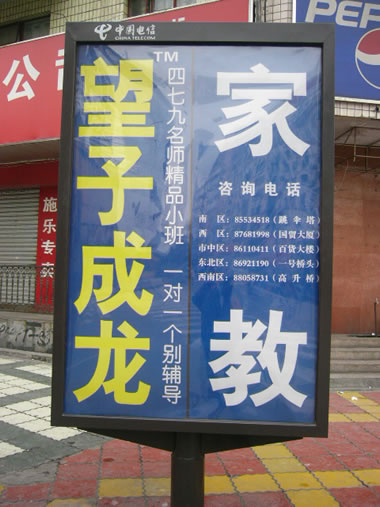 中国电信
CHINA TELECOM
PEP
公
施乐专卖
望子成龙
TM
四七九名师精品小班 一对一个别辅导
家教
咨询电话
南 区: 85534518 (跳伞塔)
西 区: 87681998 (国贸大厦)
市中区: 86110411 (百货大楼)
东北区: 86921190 (一号桥头)
西南区: 88058731 (高升桥)